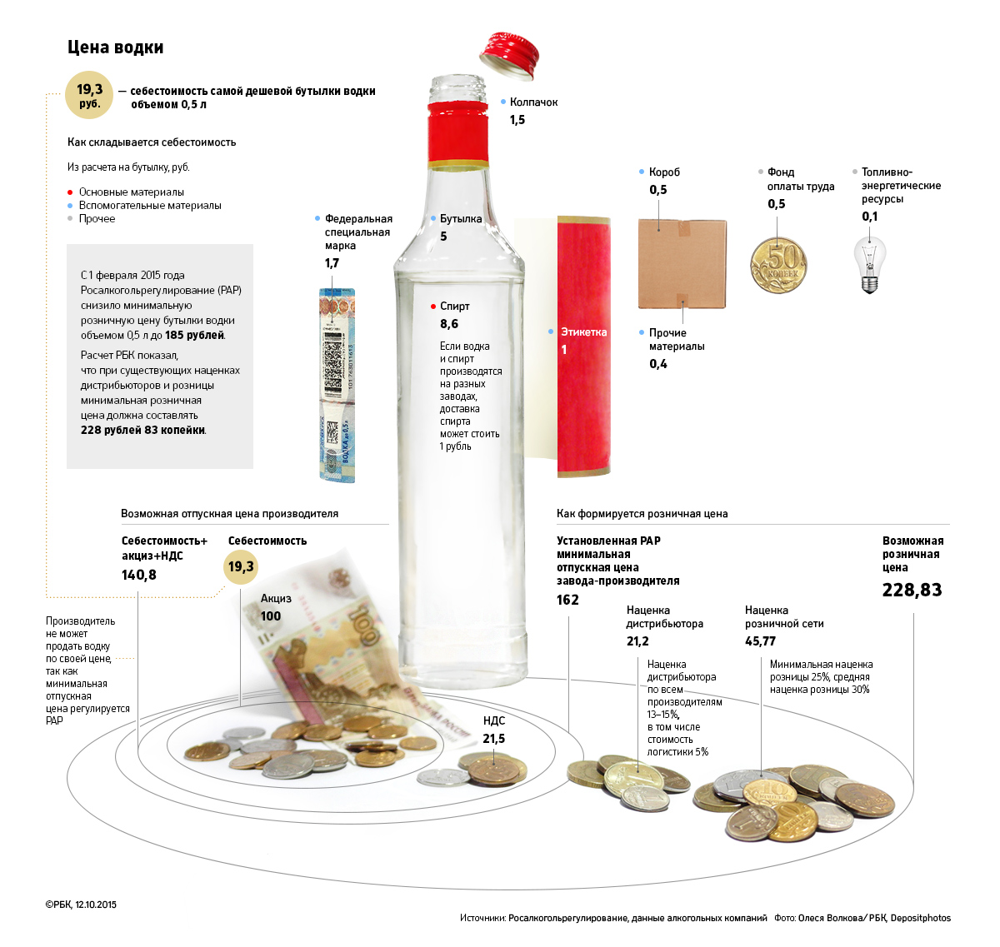 Цена водки
19,3
руб.
— себестоимость самой дешевой бутылки водки
объемом 0,5 л
Как складывается себестоимость
Из расчета на бутылку, руб.
Основные материалы
Вспомогательные материалы
Прочее
С 1 февраля 2015 года
Росалкогольрегулирование (РАР)
снизило минимальную
розничную цену бутылки водки
объемом 0,5 л до 185 рублей.
Расчет РБК показал,
что при существующих наценках
дистрибьюторов и розницы
минимальная розничная
цена должна составлять
228 рублей 83 копейки.
Колпачок
1,5
Федеральная
специальная
марка
1,7
Бутылка
5
Спирт
8,6
Если водка
и спирт
производятся
на разных
заводах,
доставка
спирта
может стоить
1 рубль
Этикетка
1
Короб
0,5
Фонд
оплаты труда
0,5
Топливно-
энергетические
ресурсы
0,1
50
КОПЕЕК
Прочие
материалы
0,4
101 763011613
ВОДКА до 0,5л
Возможная отпускная цена производителя
Себестоимость+
акциз+НДС
140,8
Себестоимость
19,3
Акциз
100
100
Производитель
не может
продать водку
по своей цене,
так как
минимальная
отпускная
цена регулируется
РАР
НДС
21,5
Как формируется розничная цена
Установленная РАР
минимальная
отпускная цена
завода-производителя
162
Наценка
дистрибьютора
21,2
Наценка
дистрибьютора
по всем
производителям
13–15%,
в том числе
стоимость
логистики 5%
Наценка
розничной сети
45,77
Минимальная наценка
розницы 25%, средняя
наценка розницы 30%
Возможная
розничная
цена
228,83
10
©РБК, 12.10.2015
Источники: Росалкогольрегулирование, данные алкогольных компаний Фото: Олеся Волкова/РБК, Depositphotos